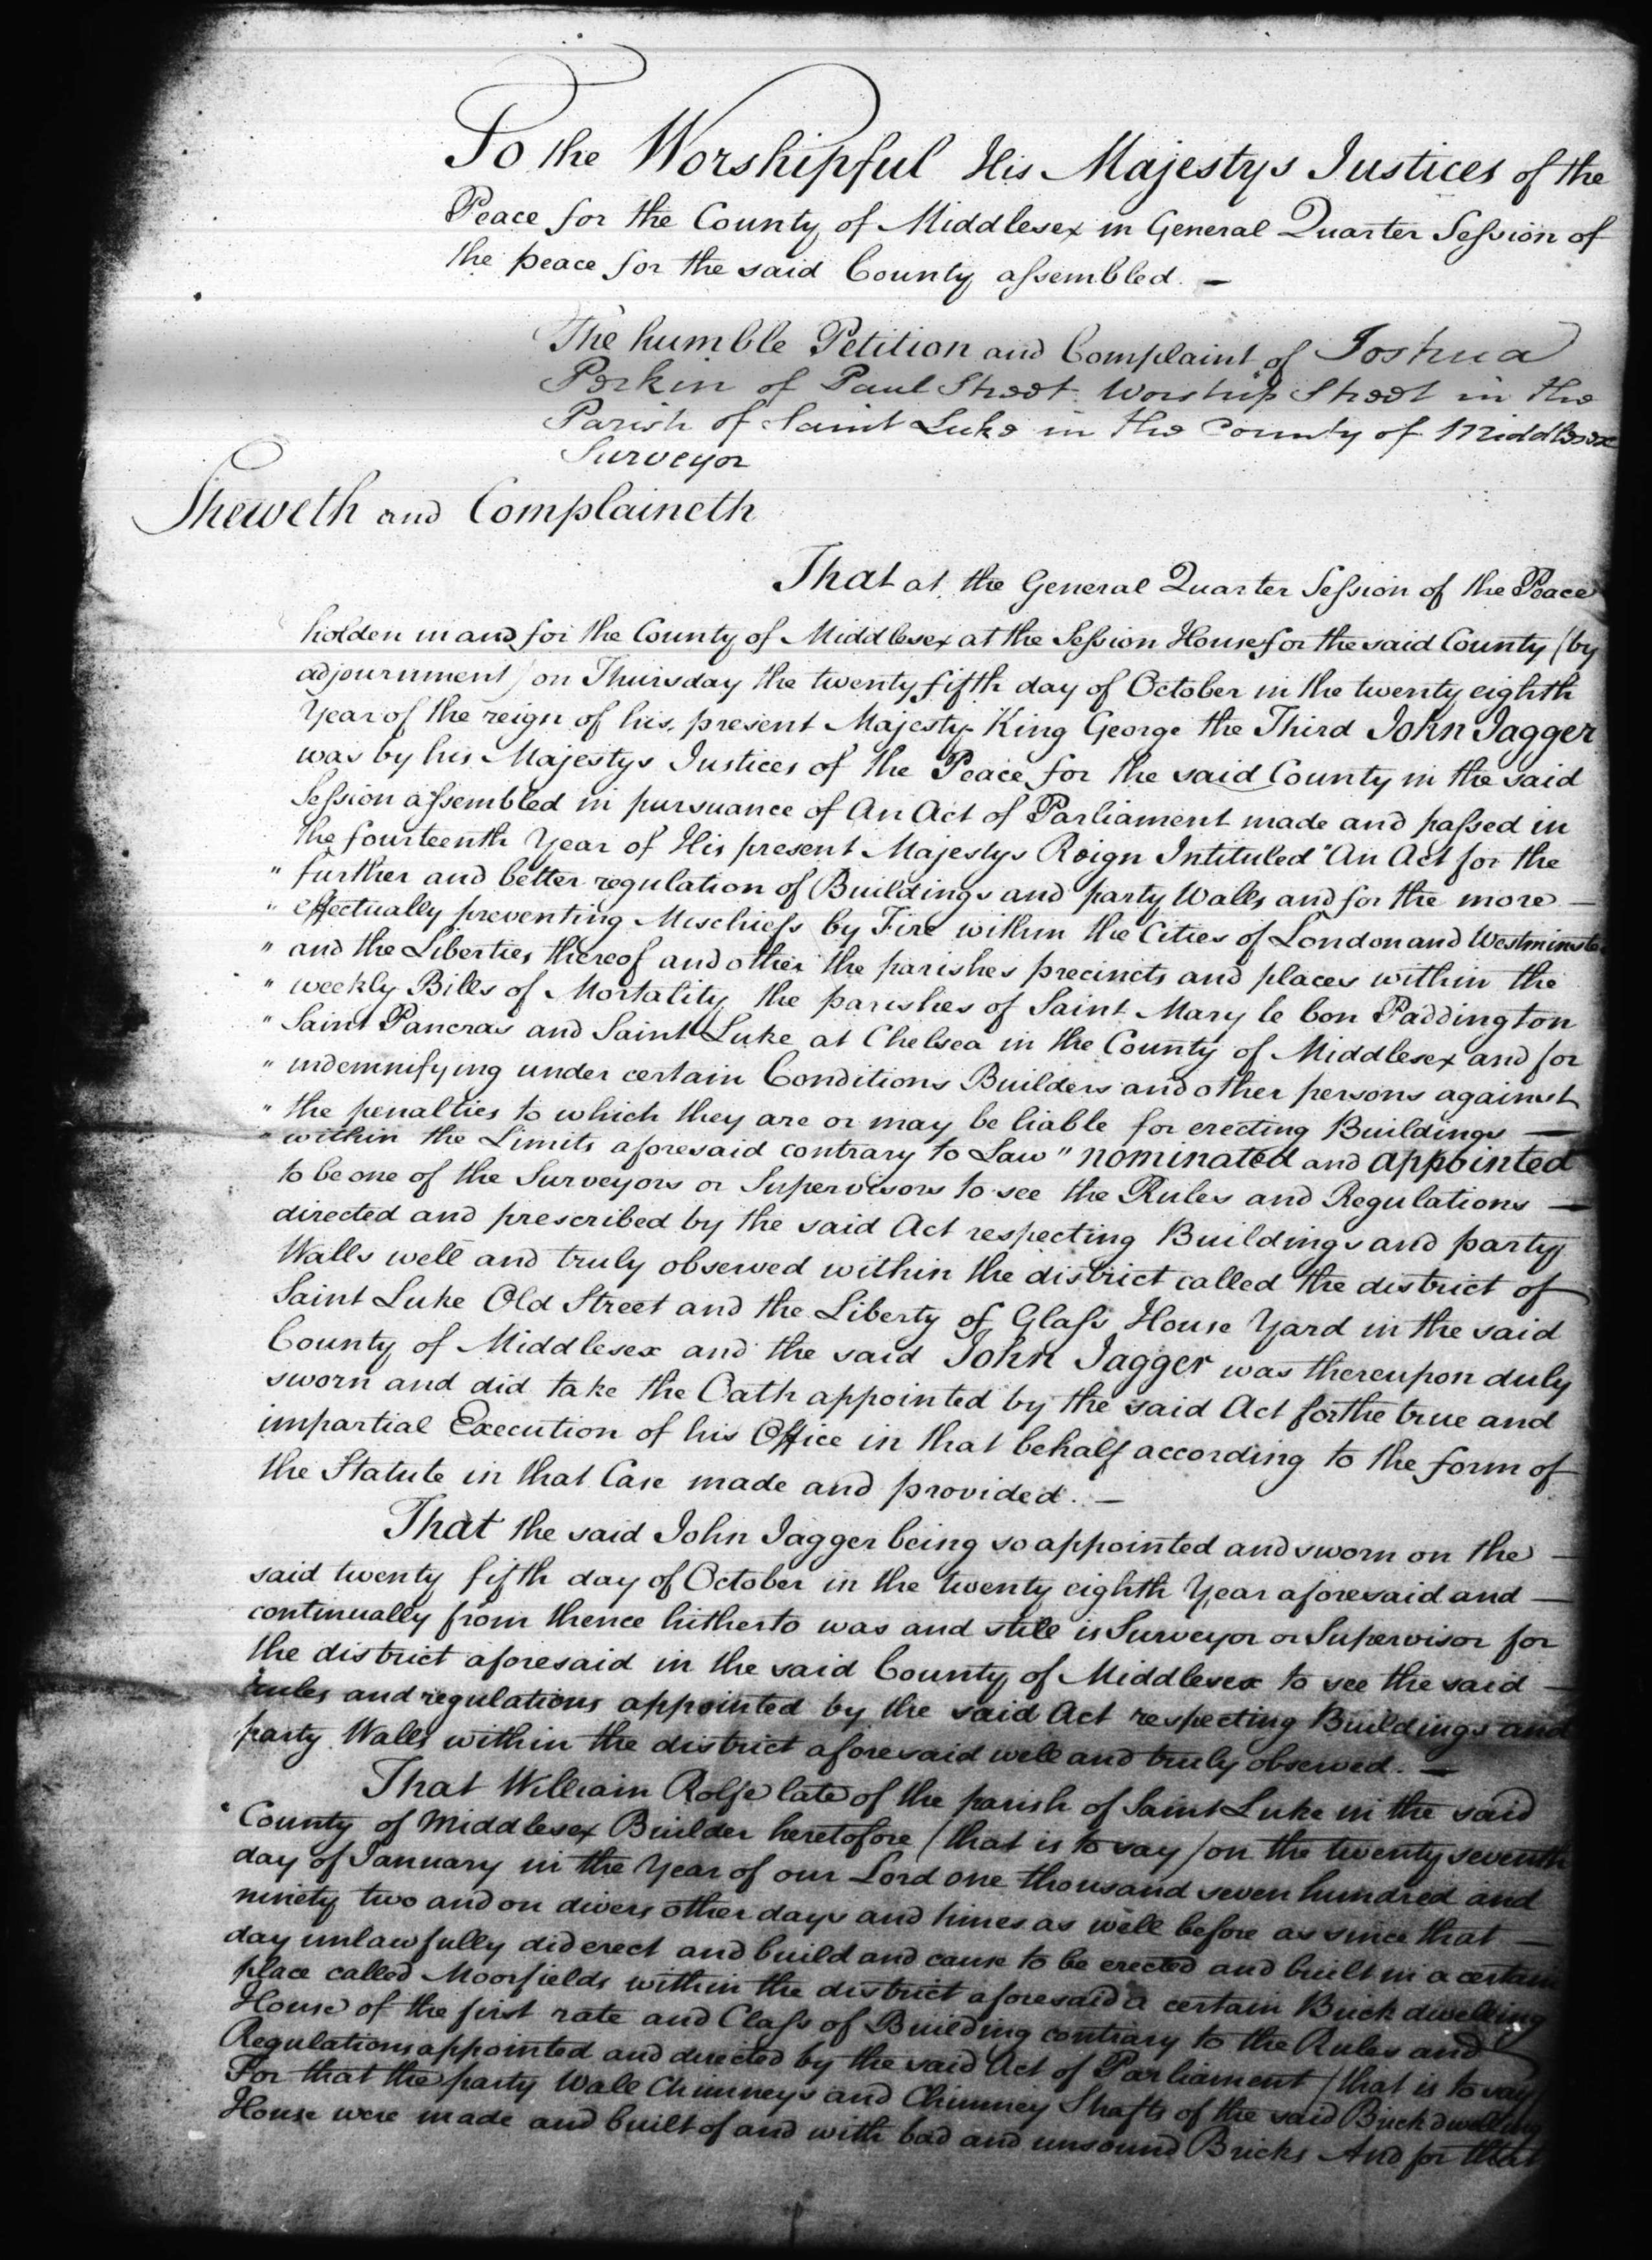 To the Worshipful His Majestys Justices of the
Peace for the County of Middlesex in General Quarter Session of
the peace for the said County assembled. —
The humble Petition and Complaint of Joshua
Perkin of Paul Street Worship Street in the
Parish of Saint Luke in the County of Middlesex
Surveyor
Sheweth and Complaineth
That at the General Quarter Session of the Peace
holden in and for the County of Middlesex at the Session House for the said County (by
adjournment) on Thursday the twenty fifth day of October in the twenty eighth
Year of the reign of his present Majesty King George the Third John Jagger
was by his Majestys Justices of the Peace for the said County in the said
Session assembled in pursuance of An Act of Parliament made and passed in
the fourteenth Year of His present Majestys Reign Intituled "An Act for the
" further and better regulation of Buildings and party Walls and for the more —
" effectually preventing Mischiefs by Fire within the Cities of London and Westminster
" and the Liberties thereof and other the parishes precincts and places within the
" weekly Bills of Mortality the parishes of Saint Mary le bon Paddington
" Saint Pancras and Saint Luke at Chelsea in the County of Middlesex and for
" indemnifying under certain Conditions Builders and other persons against
" the penalties to which they are or may be liable for erecting Buildings —
" within the Limits aforesaid contrary to Law" nominated and appointed
to be one of the Surveyors or Supervisors to see the Rules and Regulations —
directed and prescribed by the said Act respecting Buildings and party
Walls well and truly observed within the district called the district of
Saint Luke Old Street and the Liberty of Glass House Yard in the said
County of Middlesex and the said John Jagger was thereupon duly
sworn and did take the Oath appointed by the said Act for the true and
impartial Execution of his Office in that behalf according to the form of
the Statute in that Case made and provided. —
That the said John Jagger being so appointed and sworn on the —
said twenty fifth day of October in the twenty eighth Year aforesaid and —
continually from thence hitherto was and still is Surveyor or Supervisor for
the district aforesaid in the said County of Middlesex to see the said —
rules and regulations appointed by the said Act respecting Buildings and
party Walls within the district aforesaid well and truly observed. —
That William Rolfe late of the parish of Saint Luke in the said
County of Middlesex Builder heretofore (that is to say) on the twenty seventh
day of January in the Year of our Lord one thousand seven hundred and
ninety two and on divers other days and times as well before as since that —
day unlawfully did erect and build and cause to be erected and built in a certain
place called Moorfields within the district aforesaid a certain Brick dwelling
House of the first rate and Class of Building contrary to the Rules and
Regulations appointed and directed by the said Act of Parliament (that is to say)
For that the party Wall Chimneys and Chimney Shafts of the said Brick dwelling
House were made and built of and with bad and unsound Bricks And for that